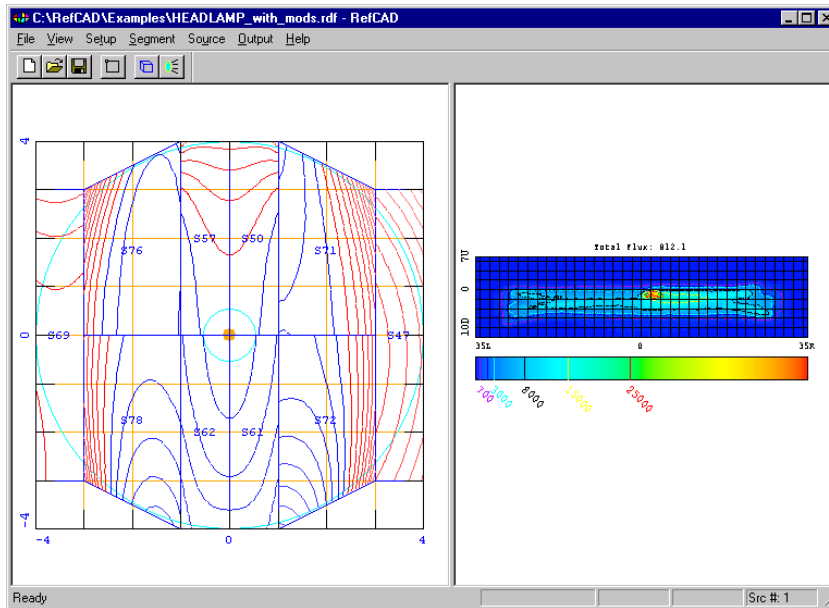 C:\RefCAD\Examples\HEADLAMP_with_mods.rdf - RefCAD
File View Setup Segment Source Output Help
4
S57 S50
S76 S71
0
S69 S47
S78 S62 S61 S72
-4
-4 0 4
Total flux: 812.1
7U
0
10D
35L 0 35R
700 3000 8000 15000 25000
Ready
Src #: 1